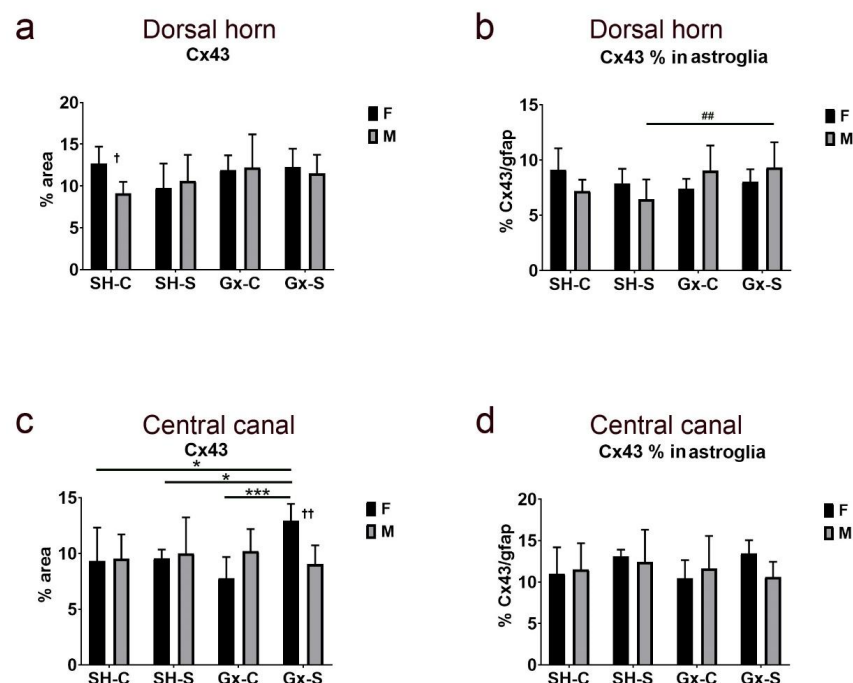 a
Dorsal horn
Cx43
% area
20
15
10
5
0
†
F
M
SH-C SH-S Gx-C Gx-S
b
Dorsal horn
Cx43 % in astroglia
% Cx43/gfap
15
10
5
0
##
F
M
SH-C SH-S Gx-C Gx-S
c
Central canal
Cx43
*
*
***
††
% area
15
10
5
0
F
M
SH-C SH-S Gx-C Gx-S
d
Central canal
Cx43 % in astroglia
% Cx43/gfap
20
15
10
5
0
F
M
SH-C SH-S Gx-C Gx-S